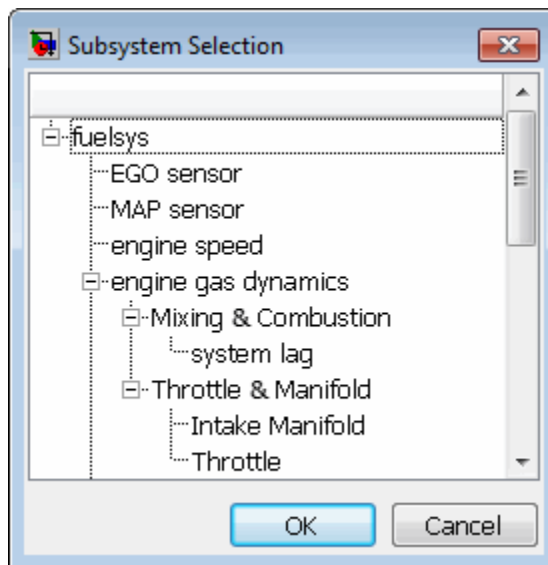 Subsystem Selection
fuelsys
EGO sensor
MAP sensor
engine speed
engine gas dynamics
Mixing & Combustion
system lag
Throttle & Manifold
Intake Manifold
Throttle
OK Cancel